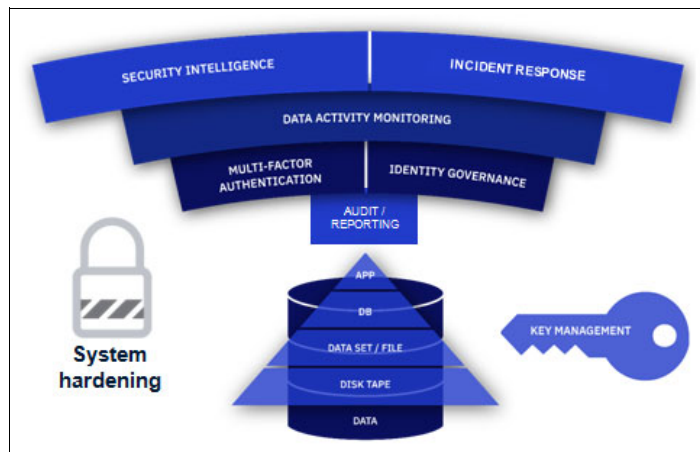 SECURITY INTELLIGENCE
INCIDENT RESPONSE
DATA ACTIVITY MONITORING
MULTI-FACTOR
AUTHENTICATION
IDENTITY GOVERNANCE
AUDIT /
REPORTING
APP
DB
DATA SET / FILE
DISK TAPE
DATA
System
hardening
KEY MANAGEMENT